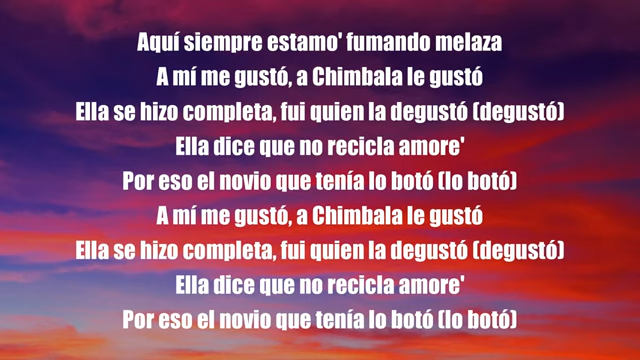 Aquí siempre estamo' fumando melaza
A mí me gustó, a Chimbala le gustó
Ella se hizo completa, fui quien la degustó (degustó)
Ella dice que no recicla amore'
Por eso el novio que tenía lo botó (lo botó)
A mí me gustó, a Chimbala le gustó
Ella se hizo completa, fui quien la degustó (degustó)
Ella dice que no recicla amore'
Por eso el novio que tenía lo botó (lo botó)